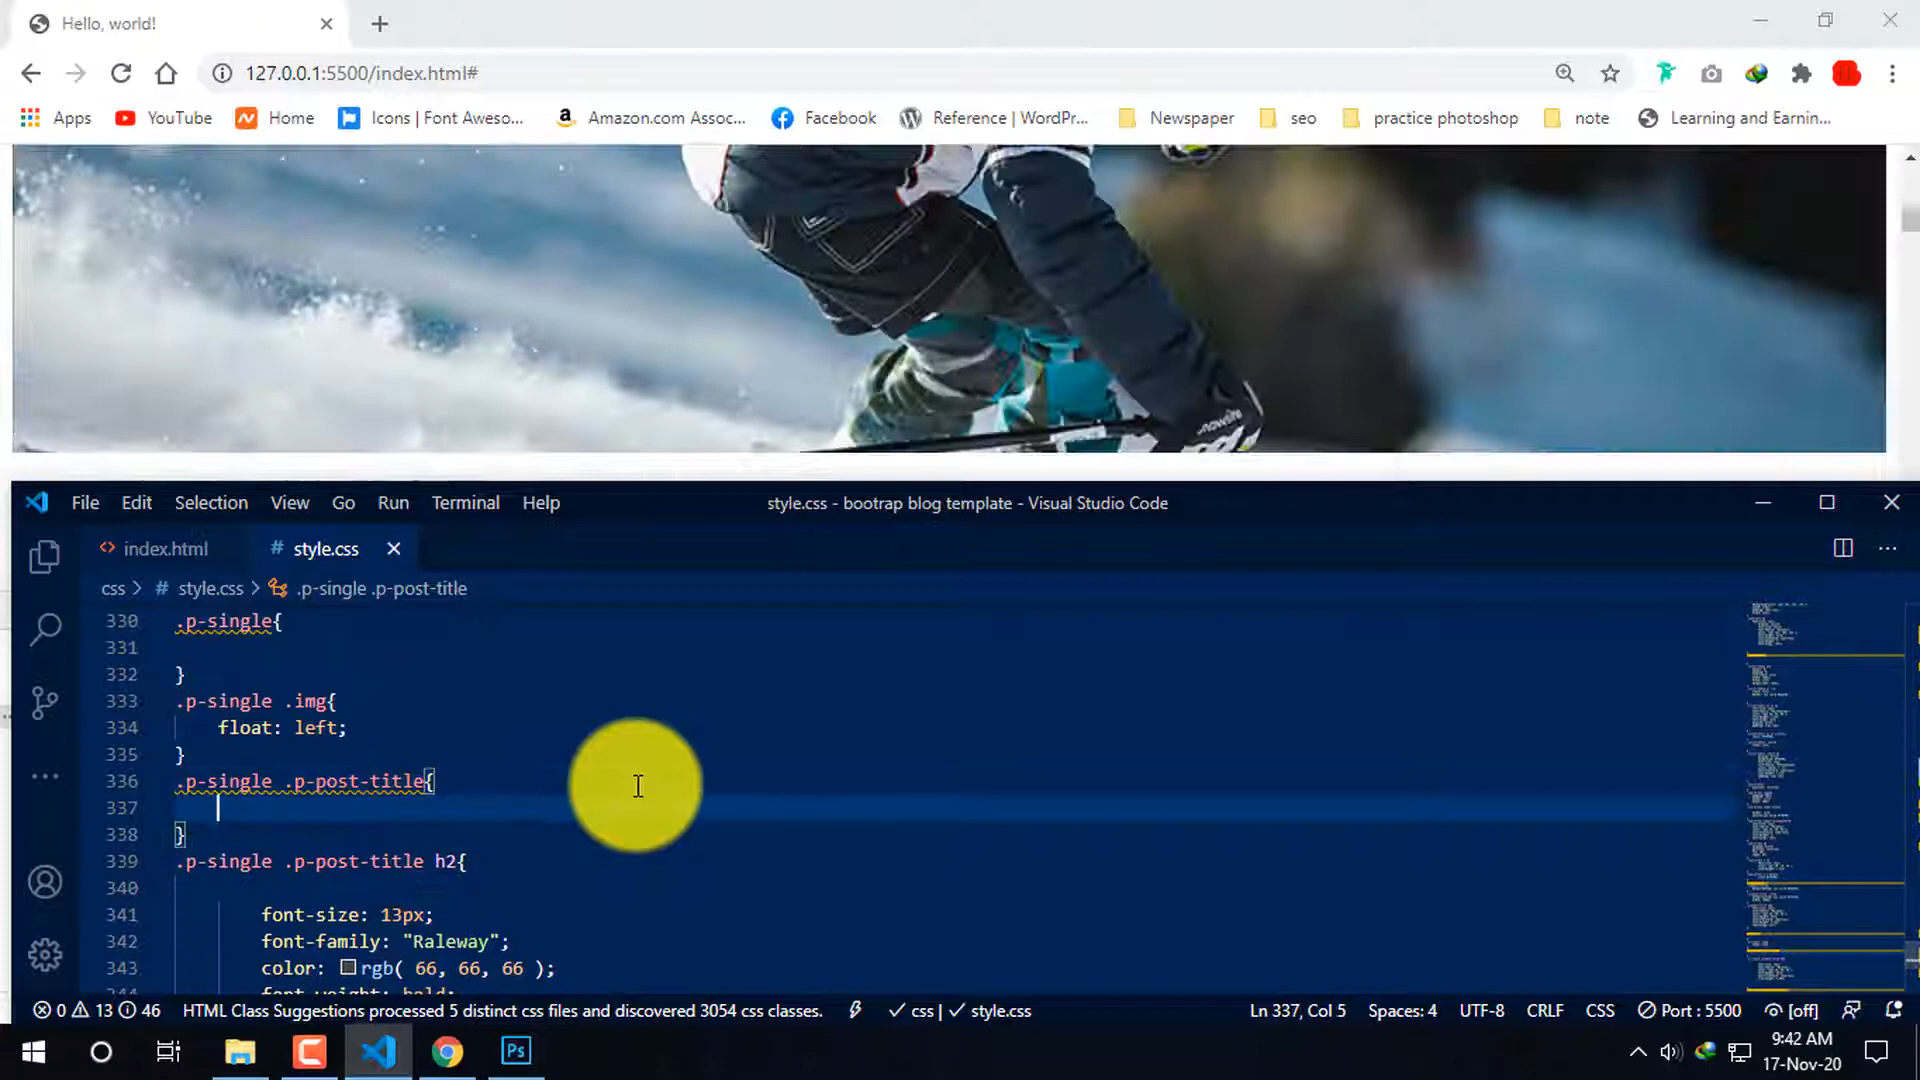 Hello, world!
127.0.0.1:5500/index.html#
Apps YouTube Home Icons | Font Aweso... Amazon.com Assoc... Facebook Reference | WordPr... Newspaper seo practice photoshop note Learning and Earnin...
File Edit Selection View Go Run Terminal Help style.css - bootrap blog template - Visual Studio Code
index.html # style.css
css > # style.css > .p-single .p-post-title
330 .p-single{
331
332 }
333 .p-single .img{
334 float: left;
335 }
336 .p-single .p-post-title{
337
338 }
339 .p-single .p-post-title h2{
340
341 font-size: 13px;
342 font-family: "Raleway";
343 color: rgb( 66, 66, 66 );
0 13 46 HTML Class Suggestions processed 5 distinct css files and discovered 3054 css classes. css | style.css Ln 337, Col 5 Spaces: 4 UTF-8 CRLF CSS Port : 5500 [off]
Ps
9:42 AM
17-Nov-20